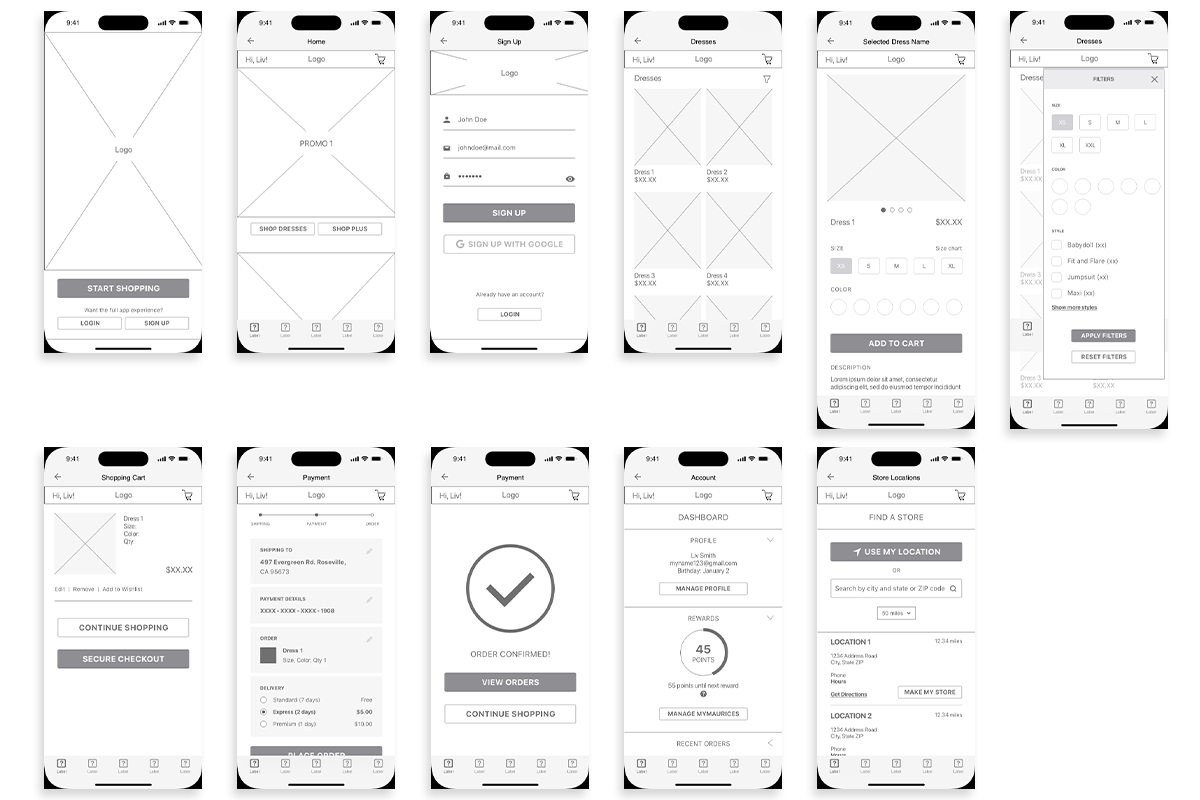 9:41
Logo
START SHOPPING
Want the full app experience?
LOGIN
SIGN UP
9:41
Home
Hi, Liv!
Logo
PROMO 1
SHOP DRESSES
SHOP PLUS
Label
Label
Label
Label
Label
9:41
Sign Up
Logo
John Doe
johndoe@mail.com
•••••••
SIGN UP
G SIGN UP WITH GOOGLE
Already have an account?
LOGIN
9:41
Dresses
Hi, Liv!
Logo
Dresses
Dress 1
$XX.XX
Dress 2
$XX.XX
Dress 3
$XX.XX
Dress 4
$XX.XX
Label
Label
Label
Label
Label
9:41
Selected Dress Name
Hi, Liv!
Logo
Dress 1
$XX.XX
SIZE
Size chart
XS
S
M
L
XL
COLOR
ADD TO CART
DESCRIPTION
Lorem ipsum dolor sit amet, consectetur
adipiscing elit, sed do eiusmod tempor incididunt
Label
Label
Label
Label
Label
9:41
Dresses
Hi, Liv!
Logo
Dresse
FILTERS
SIZE
XS
S
M
L
XL
XXL
COLOR
STYLE
Babydoll (xx)
Fit and Flare (xx)
Jumpsuit (xx)
Maxi (xx)
Show more styles
APPLY FILTERS
RESET FILTERS
Dress 1
$XX.XX
Dress 3
$XX.XX
Label
Dress 3
$XX.XX
$XX.XX
Label
Label
Label
Label
Label
9:41
Shopping Cart
Hi, Liv!
Logo
Dress 1
Size:
Color:
Qty:
$XX.XX
Edit | Remove | Add to Wishlist
CONTINUE SHOPPING
SECURE CHECKOUT
Label
Label
Label
Label
Label
9:41
Payment
Hi, Liv!
Logo
SHIPPING
PAYMENT
ORDER
SHIPPING TO
497 Evergreen Rd. Roseville,
CA 95673
PAYMENT DETAILS
XXXX - XXXX - XXXX - 1908
ORDER
Dress 1
Size, Color, Qty 1
DELIVERY
Standard (7 days)
Free
Express (2 days)
$5.00
Premium (1 day)
$10.00
PLACE ORDER
Label
Label
Label
Label
Label
9:41
Payment
Hi, Liv!
Logo
ORDER CONFIRMED!
VIEW ORDERS
CONTINUE SHOPPING
Label
Label
Label
Label
Label
9:41
Account
Hi, Liv!
Logo
DASHBOARD
PROFILE
Liv Smith
myname123@gmail.com
Birthday: January 2
MANAGE PROFILE
REWARDS
45
POINTS
55 points until next reward
?
MANAGE MYMAURICES
RECENT ORDERS
Label
Label
Label
Label
Label
9:41
Store Locations
Hi, Liv!
Logo
FIND A STORE
USE MY LOCATION
OR
Search by city and state or ZIP code
50 miles
LOCATION 1
12.34 miles
1234 Address Road
City, State ZIP
Phone
Hours
Get Directions
MAKE MY STORE
LOCATION 2
12.34 miles
1234 Address Road
City, State ZIP
Phone
Hours
Label
Label
Label
Label
Label